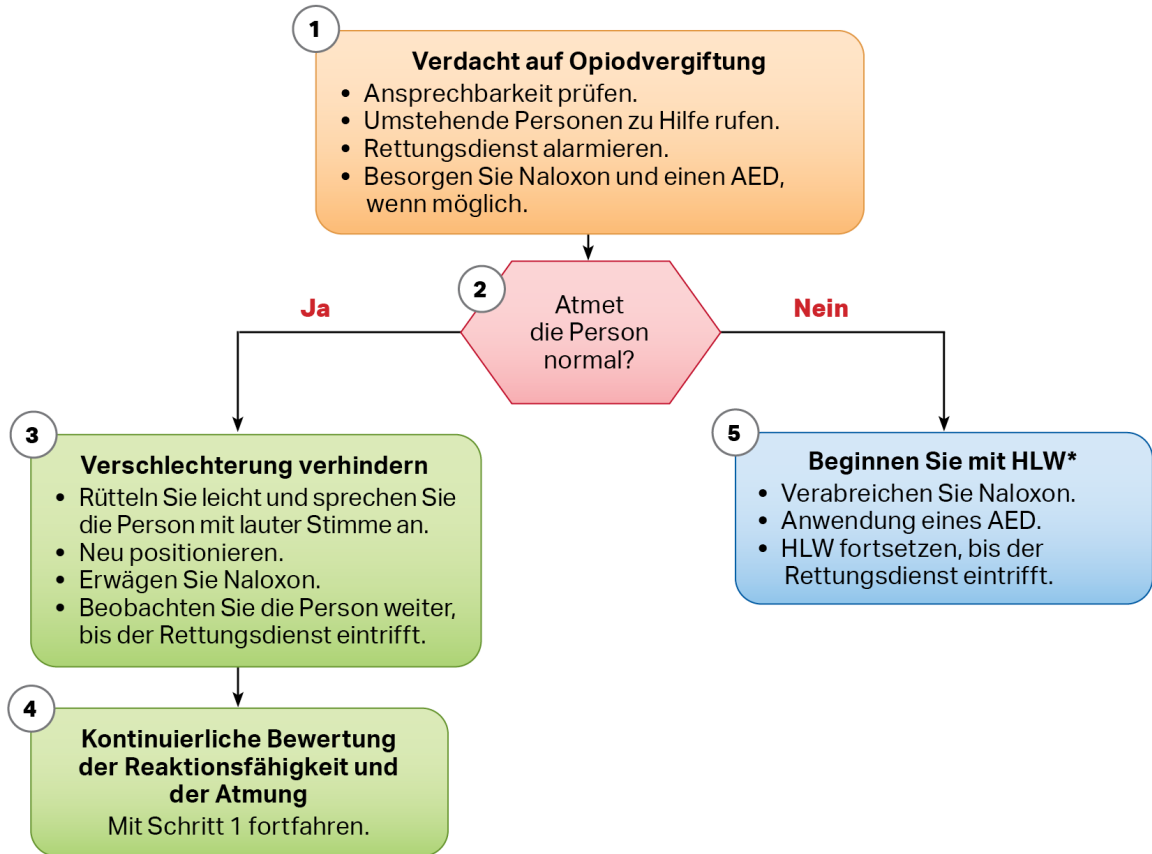 1
Verdacht auf Opiodvergiftung
• Ansprechbarkeit prüfen.
• Umstehende Personen zu Hilfe rufen.
• Rettungsdienst alarmieren.
• Besorgen Sie Naloxon und einen AED,
wenn möglich.
2
Atmet
die Person
normal?
Ja
Nein
3
Verschlechterung verhindern
• Rütteln Sie leicht und sprechen Sie
die Person mit lauter Stimme an.
• Neu positionieren.
• Erwägen Sie Naloxon.
• Beobachten Sie die Person weiter,
bis der Rettungsdienst eintrifft.
4
Kontinuierliche Bewertung
der Reaktionsfähigkeit und
der Atmung
Mit Schritt 1 fortfahren.
5
Beginnen Sie mit HLW*
• Verabreichen Sie Naloxon.
• Anwendung eines AED.
• HLW fortsetzen, bis der
Rettungsdienst eintrifft.